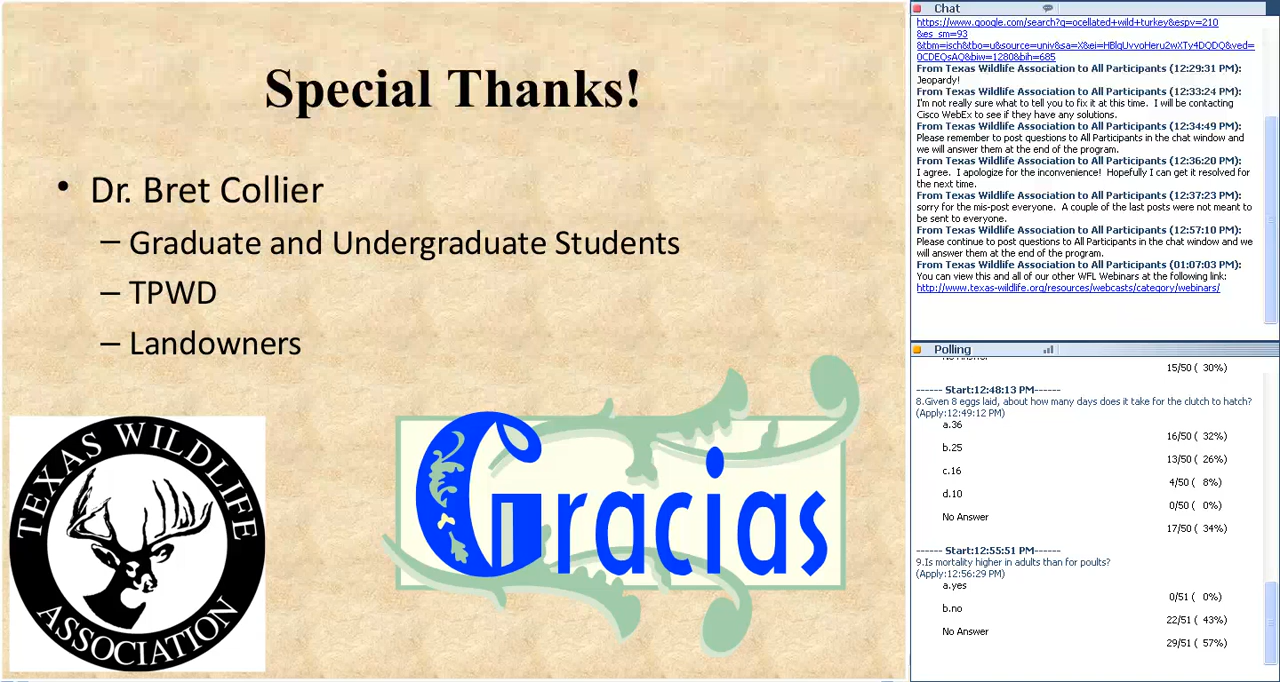 Special Thanks!
• Dr. Bret Collier
– Graduate and Undergraduate Students
– TPWD
– Landowners
TEXAS WILDLIFE
ASSOCIATION
Gracias
Chat
https://www.google.com/search?q=ocellated+wild+turkey&espv=210
&es_sm=93
&tbm=isch&tbo=u&source=univ&sa=X&ei=HBlqUvvoHeru2wXTy4DQDQ&ved=
0CDEQsAQ&biw=1280&bih=685
From Texas Wildlife Association to All Participants (12:29:31 PM):
Jeopardy!
From Texas Wildlife Association to All Participants (12:33:24 PM):
I'm not really sure what to tell you to fix it at this time. I will be contacting
Cisco WebEx to see if they have any solutions.
From Texas Wildlife Association to All Participants (12:34:49 PM):
Please remember to post questions to All Participants in the chat window and
we will answer them at the end of the program.
From Texas Wildlife Association to All Participants (12:36:20 PM):
I agree. I apologize for the inconvenience! Hopefully I can get it resolved for
the next time.
From Texas Wildlife Association to All Participants (12:37:23 PM):
sorry for the mis-post everyone. A couple of the last posts were not meant to
be sent to everyone.
From Texas Wildlife Association to All Participants (12:57:10 PM):
Please continue to post questions to All Participants in the chat window and we
will answer them at the end of the program.
From Texas Wildlife Association to All Participants (01:07:03 PM):
You can view this and all of our other WFL Webinars at the following link:
http://www.texas-wildlife.org/resources/webcasts/category/webinars/
Polling
No Answer
15/50 ( 30%)
------ Start:12:48:13 PM------
8.Given 8 eggs laid, about how many days does it take for the clutch to hatch?
(Apply:12:49:12 PM)
a.36
16/50 ( 32%)
b.25
13/50 ( 26%)
c.16
4/50 ( 8%)
d.10
0/50 ( 0%)
No Answer
17/50 ( 34%)
------ Start:12:55:51 PM------
9.Is mortality higher in adults than for poults?
(Apply:12:56:29 PM)
a.yes
0/51 ( 0%)
b.no
22/51 ( 43%)
No Answer
29/51 ( 57%)